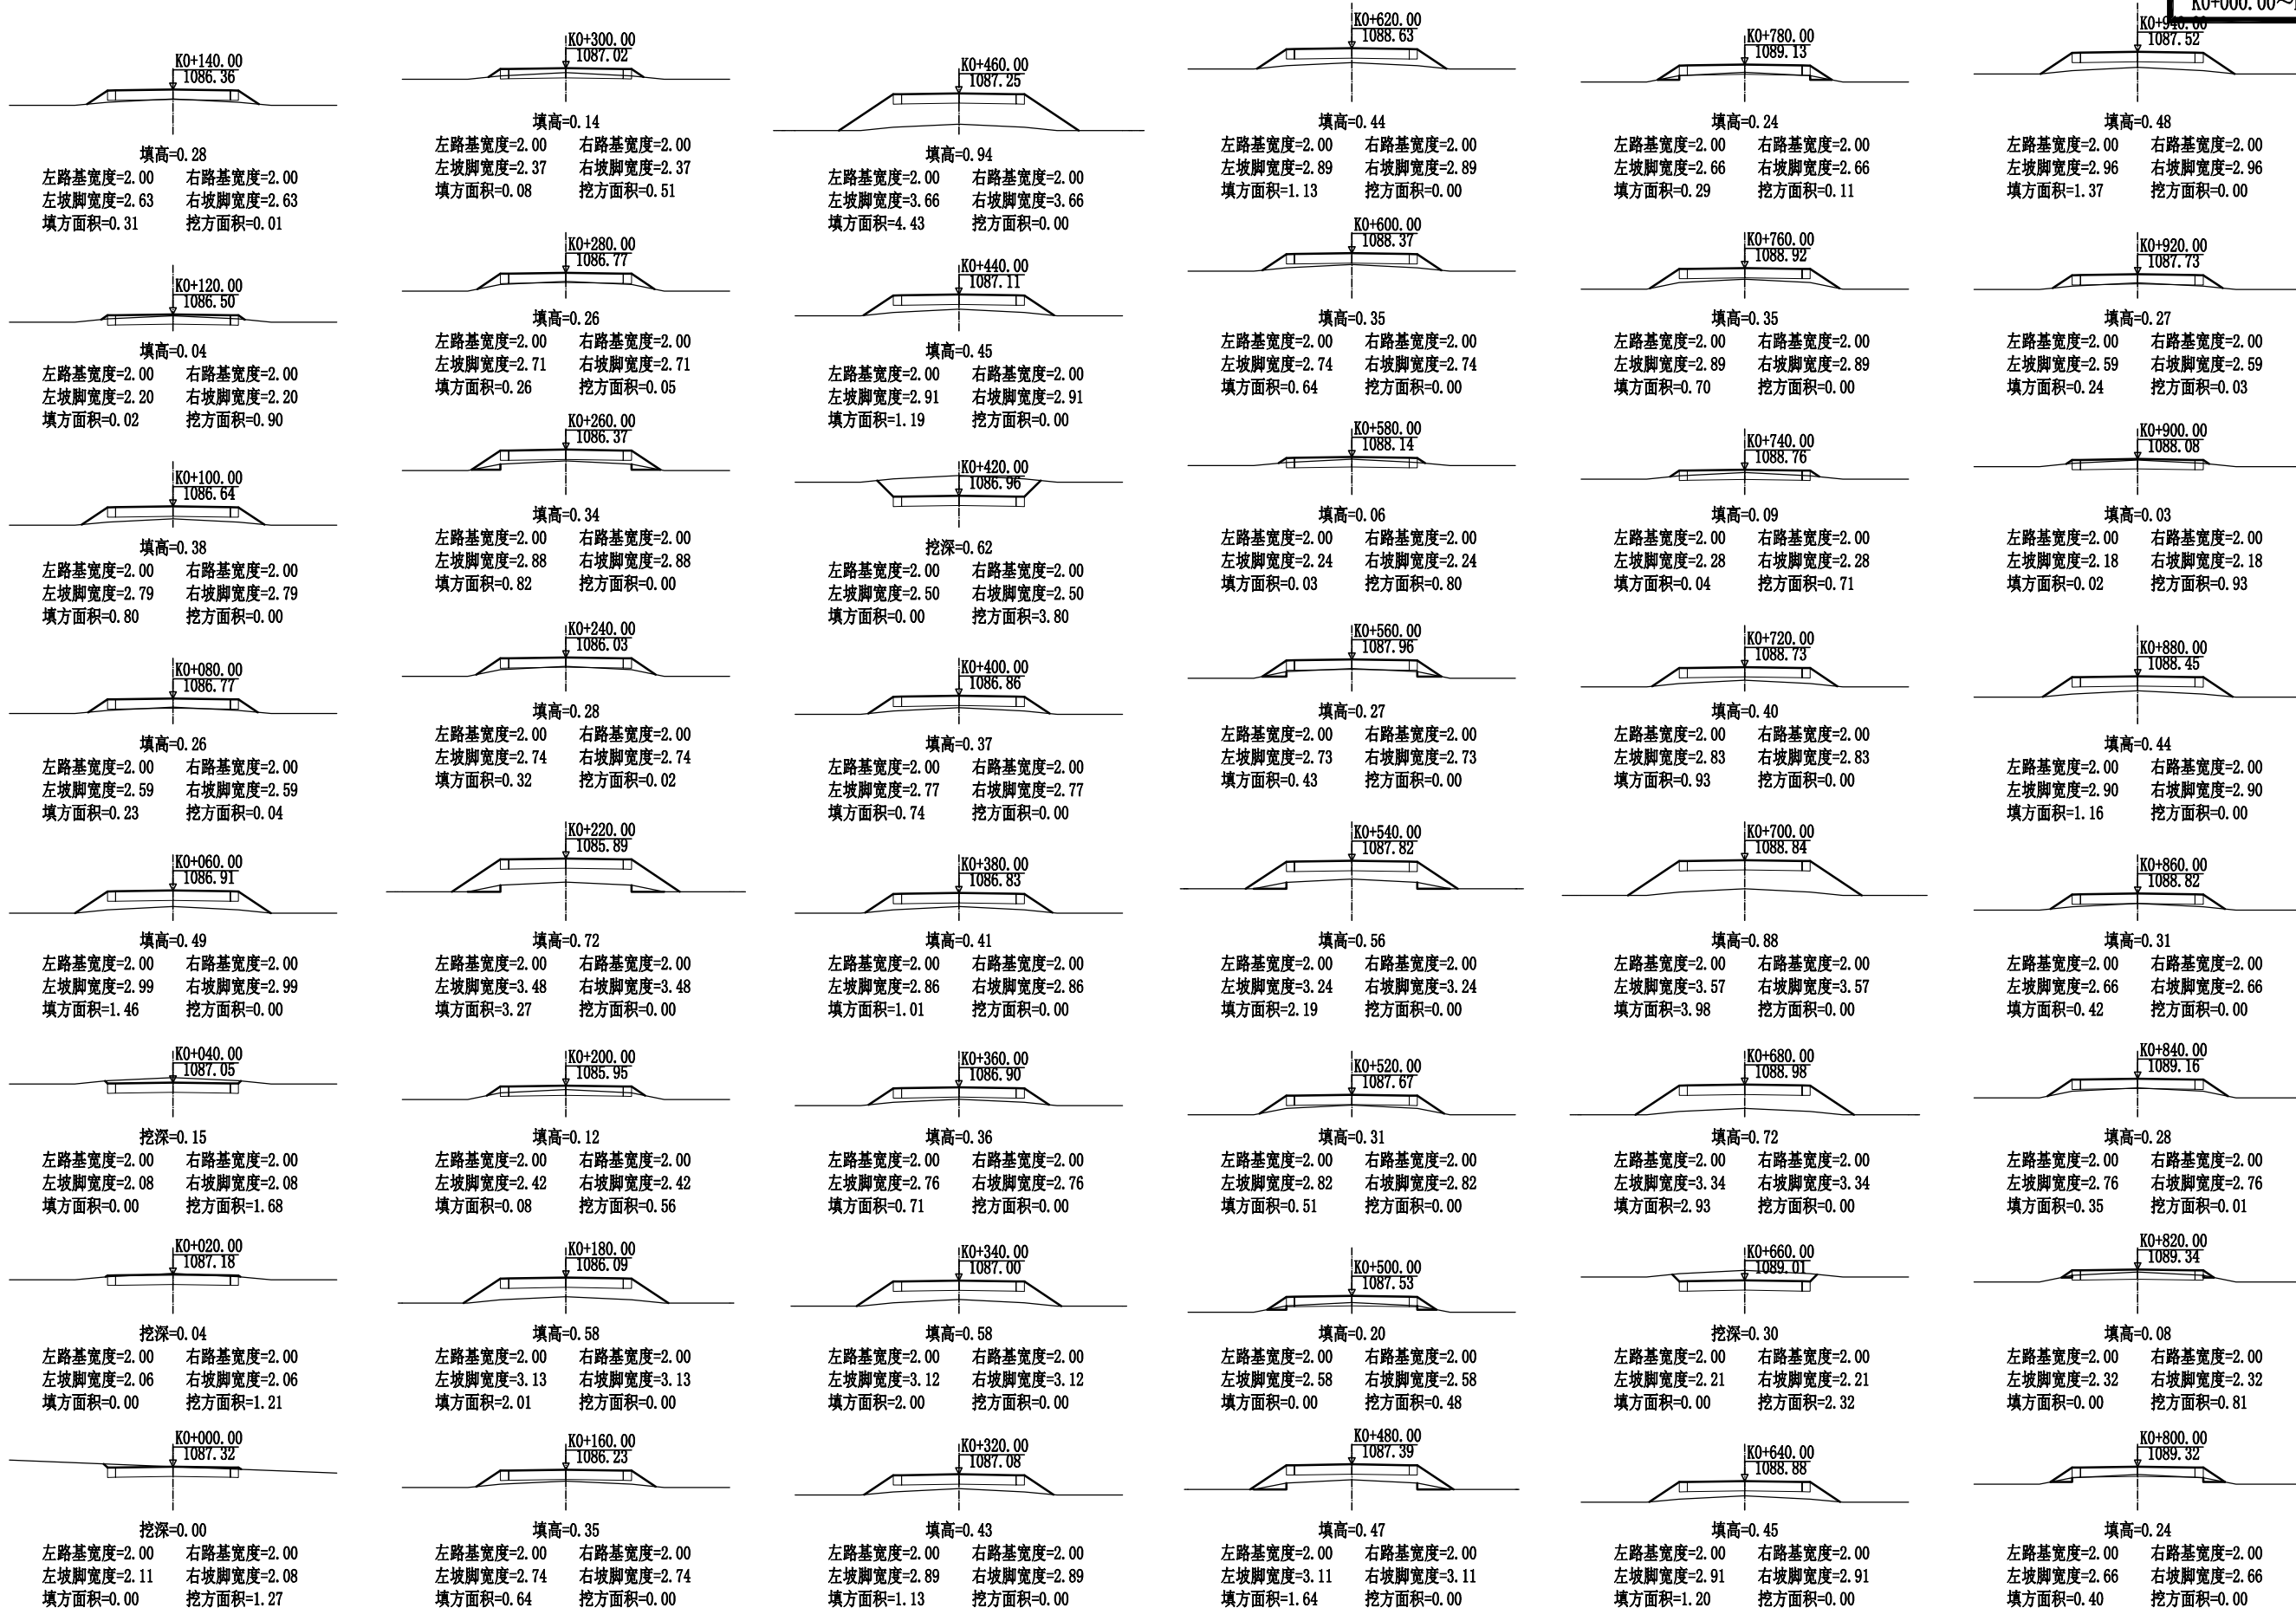 K0+140.00
1086.36
填高=0.28
左路基宽度=2.00 右路基宽度=2.00
左坡脚宽度=2.63 右坡脚宽度=2.63
填方面积=0.31 挖方面积=0.01
K0+120.00
1086.50
填高=0.04
左路基宽度=2.00 右路基宽度=2.00
左坡脚宽度=2.20 右坡脚宽度=2.20
填方面积=0.02 挖方面积=0.90
K0+100.00
1086.64
填高=0.38
左路基宽度=2.00 右路基宽度=2.00
左坡脚宽度=2.79 右坡脚宽度=2.79
填方面积=0.80 挖方面积=0.00
K0+080.00
1086.77
填高=0.26
左路基宽度=2.00 右路基宽度=2.00
左坡脚宽度=2.59 右坡脚宽度=2.59
填方面积=0.23 挖方面积=0.04
K0+060.00
1086.91
填高=0.49
左路基宽度=2.00 右路基宽度=2.00
左坡脚宽度=2.99 右坡脚宽度=2.99
填方面积=1.46 挖方面积=0.00
K0+040.00
1087.05
挖深=0.15
左路基宽度=2.00 右路基宽度=2.00
左坡脚宽度=2.08 右坡脚宽度=2.08
填方面积=0.00 挖方面积=1.68
K0+020.00
1087.18
挖深=0.04
左路基宽度=2.00 右路基宽度=2.00
左坡脚宽度=2.06 右坡脚宽度=2.06
填方面积=0.00 挖方面积=1.21
K0+000.00
1087.32
挖深=0.00
左路基宽度=2.00 右路基宽度=2.00
左坡脚宽度=2.11 右坡脚宽度=2.08
填方面积=0.00 挖方面积=1.27
K0+300.00
1087.02
填高=0.14
左路基宽度=2.00 右路基宽度=2.00
左坡脚宽度=2.37 右坡脚宽度=2.37
填方面积=0.08 挖方面积=0.51
K0+280.00
1086.77
填高=0.26
左路基宽度=2.00 右路基宽度=2.00
左坡脚宽度=2.71 右坡脚宽度=2.71
填方面积=0.26 挖方面积=0.05
K0+260.00
1086.37
填高=0.34
左路基宽度=2.00 右路基宽度=2.00
左坡脚宽度=2.88 右坡脚宽度=2.88
填方面积=0.82 挖方面积=0.00
K0+240.00
1086.03
填高=0.28
左路基宽度=2.00 右路基宽度=2.00
左坡脚宽度=2.74 右坡脚宽度=2.74
填方面积=0.32 挖方面积=0.02
K0+220.00
1085.89
填高=0.72
左路基宽度=2.00 右路基宽度=2.00
左坡脚宽度=3.48 右坡脚宽度=3.48
填方面积=3.27 挖方面积=0.00
K0+200.00
1085.95
填高=0.12
左路基宽度=2.00 右路基宽度=2.00
左坡脚宽度=2.42 右坡脚宽度=2.42
填方面积=0.08 挖方面积=0.56
K0+180.00
1086.09
填高=0.58
左路基宽度=2.00 右路基宽度=2.00
左坡脚宽度=3.13 右坡脚宽度=3.13
填方面积=2.01 挖方面积=0.00
K0+160.00
1086.23
填高=0.35
左路基宽度=2.00 右路基宽度=2.00
左坡脚宽度=2.74 右坡脚宽度=2.74
填方面积=0.64 挖方面积=0.00
K0+460.00
1087.25
填高=0.94
左路基宽度=2.00 右路基宽度=2.00
左坡脚宽度=3.66 右坡脚宽度=3.66
填方面积=4.43 挖方面积=0.00
K0+440.00
1087.11
填高=0.45
左路基宽度=2.00 右路基宽度=2.00
左坡脚宽度=2.91 右坡脚宽度=2.91
填方面积=1.19 挖方面积=0.00
K0+420.00
1086.96
挖深=0.62
左路基宽度=2.00 右路基宽度=2.00
左坡脚宽度=2.50 右坡脚宽度=2.50
填方面积=0.00 挖方面积=3.80
K0+400.00
1086.86
填高=0.37
左路基宽度=2.00 右路基宽度=2.00
左坡脚宽度=2.77 右坡脚宽度=2.77
填方面积=0.74 挖方面积=0.00
K0+380.00
1086.83
填高=0.41
左路基宽度=2.00 右路基宽度=2.00
左坡脚宽度=2.86 右坡脚宽度=2.86
填方面积=1.01 挖方面积=0.00
K0+360.00
1086.90
填高=0.36
左路基宽度=2.00 右路基宽度=2.00
左坡脚宽度=2.76 右坡脚宽度=2.76
填方面积=0.71 挖方面积=0.00
K0+340.00
1087.00
填高=0.58
左路基宽度=2.00 右路基宽度=2.00
左坡脚宽度=3.12 右坡脚宽度=3.12
填方面积=2.00 挖方面积=0.00
K0+320.00
1087.08
填高=0.43
左路基宽度=2.00 右路基宽度=2.00
左坡脚宽度=2.89 右坡脚宽度=2.89
填方面积=1.13 挖方面积=0.00
K0+620.00
1088.63
填高=0.44
左路基宽度=2.00 右路基宽度=2.00
左坡脚宽度=2.89 右坡脚宽度=2.89
填方面积=1.13 挖方面积=0.00
K0+600.00
1088.37
填高=0.35
左路基宽度=2.00 右路基宽度=2.00
左坡脚宽度=2.74 右坡脚宽度=2.74
填方面积=0.64 挖方面积=0.00
K0+580.00
1088.14
填高=0.06
左路基宽度=2.00 右路基宽度=2.00
左坡脚宽度=2.24 右坡脚宽度=2.24
填方面积=0.03 挖方面积=0.80
K0+560.00
1087.96
填高=0.27
左路基宽度=2.00 右路基宽度=2.00
左坡脚宽度=2.73 右坡脚宽度=2.73
填方面积=0.43 挖方面积=0.00
K0+540.00
1087.82
填高=0.56
左路基宽度=2.00 右路基宽度=2.00
左坡脚宽度=3.24 右坡脚宽度=3.24
填方面积=2.19 挖方面积=0.00
K0+520.00
1087.67
填高=0.31
左路基宽度=2.00 右路基宽度=2.00
左坡脚宽度=2.82 右坡脚宽度=2.82
填方面积=0.51 挖方面积=0.00
K0+500.00
1087.53
填高=0.20
左路基宽度=2.00 右路基宽度=2.00
左坡脚宽度=2.58 右坡脚宽度=2.58
填方面积=0.00 挖方面积=0.48
K0+480.00
1087.39
填高=0.47
左路基宽度=2.00 右路基宽度=2.00
左坡脚宽度=3.11 右坡脚宽度=3.11
填方面积=1.64 挖方面积=0.00
K0+780.00
1089.13
填高=0.24
左路基宽度=2.00 右路基宽度=2.00
左坡脚宽度=2.66 右坡脚宽度=2.66
填方面积=0.29 挖方面积=0.11
K0+760.00
1088.92
填高=0.35
左路基宽度=2.00 右路基宽度=2.00
左坡脚宽度=2.89 右坡脚宽度=2.89
填方面积=0.70 挖方面积=0.00
K0+740.00
1088.76
填高=0.09
左路基宽度=2.00 右路基宽度=2.00
左坡脚宽度=2.28 右坡脚宽度=2.28
填方面积=0.04 挖方面积=0.71
K0+720.00
1088.73
填高=0.40
左路基宽度=2.00 右路基宽度=2.00
左坡脚宽度=2.83 右坡脚宽度=2.83
填方面积=0.93 挖方面积=0.00
K0+700.00
1088.84
填高=0.88
左路基宽度=2.00 右路基宽度=2.00
左坡脚宽度=3.57 右坡脚宽度=3.57
填方面积=3.98 挖方面积=0.00
K0+680.00
1088.98
填高=0.72
左路基宽度=2.00 右路基宽度=2.00
左坡脚宽度=3.34 右坡脚宽度=3.34
填方面积=2.93 挖方面积=0.00
K0+660.00
1089.01
挖深=0.30
左路基宽度=2.00 右路基宽度=2.00
左坡脚宽度=2.21 右坡脚宽度=2.21
填方面积=0.00 挖方面积=2.32
K0+640.00
1088.88
填高=0.45
左路基宽度=2.00 右路基宽度=2.00
左坡脚宽度=2.91 右坡脚宽度=2.91
填方面积=1.20 挖方面积=0.00
K0+000.00～
K0+940.00
1087.52
填高=0.48
左路基宽度=2.00 右路基宽度=2.00
左坡脚宽度=2.96 右坡脚宽度=2.96
填方面积=1.37 挖方面积=0.00
K0+920.00
1087.73
填高=0.27
左路基宽度=2.00 右路基宽度=2.00
左坡脚宽度=2.59 右坡脚宽度=2.59
填方面积=0.24 挖方面积=0.03
K0+900.00
1088.08
填高=0.03
左路基宽度=2.00 右路基宽度=2.00
左坡脚宽度=2.18 右坡脚宽度=2.18
填方面积=0.02 挖方面积=0.93
K0+880.00
1088.45
填高=0.44
左路基宽度=2.00 右路基宽度=2.00
左坡脚宽度=2.90 右坡脚宽度=2.90
填方面积=1.16 挖方面积=0.00
K0+860.00
1088.82
填高=0.31
左路基宽度=2.00 右路基宽度=2.00
左坡脚宽度=2.66 右坡脚宽度=2.66
填方面积=0.42 挖方面积=0.00
K0+840.00
1089.16
填高=0.28
左路基宽度=2.00 右路基宽度=2.00
左坡脚宽度=2.76 右坡脚宽度=2.76
填方面积=0.35 挖方面积=0.01
K0+820.00
1089.34
填高=0.08
左路基宽度=2.00 右路基宽度=2.00
左坡脚宽度=2.32 右坡脚宽度=2.32
填方面积=0.00 挖方面积=0.81
K0+800.00
1089.32
填高=0.24
左路基宽度=2.00 右路基宽度=2.00
左坡脚宽度=2.66 右坡脚宽度=2.66
填方面积=0.40 挖方面积=0.00